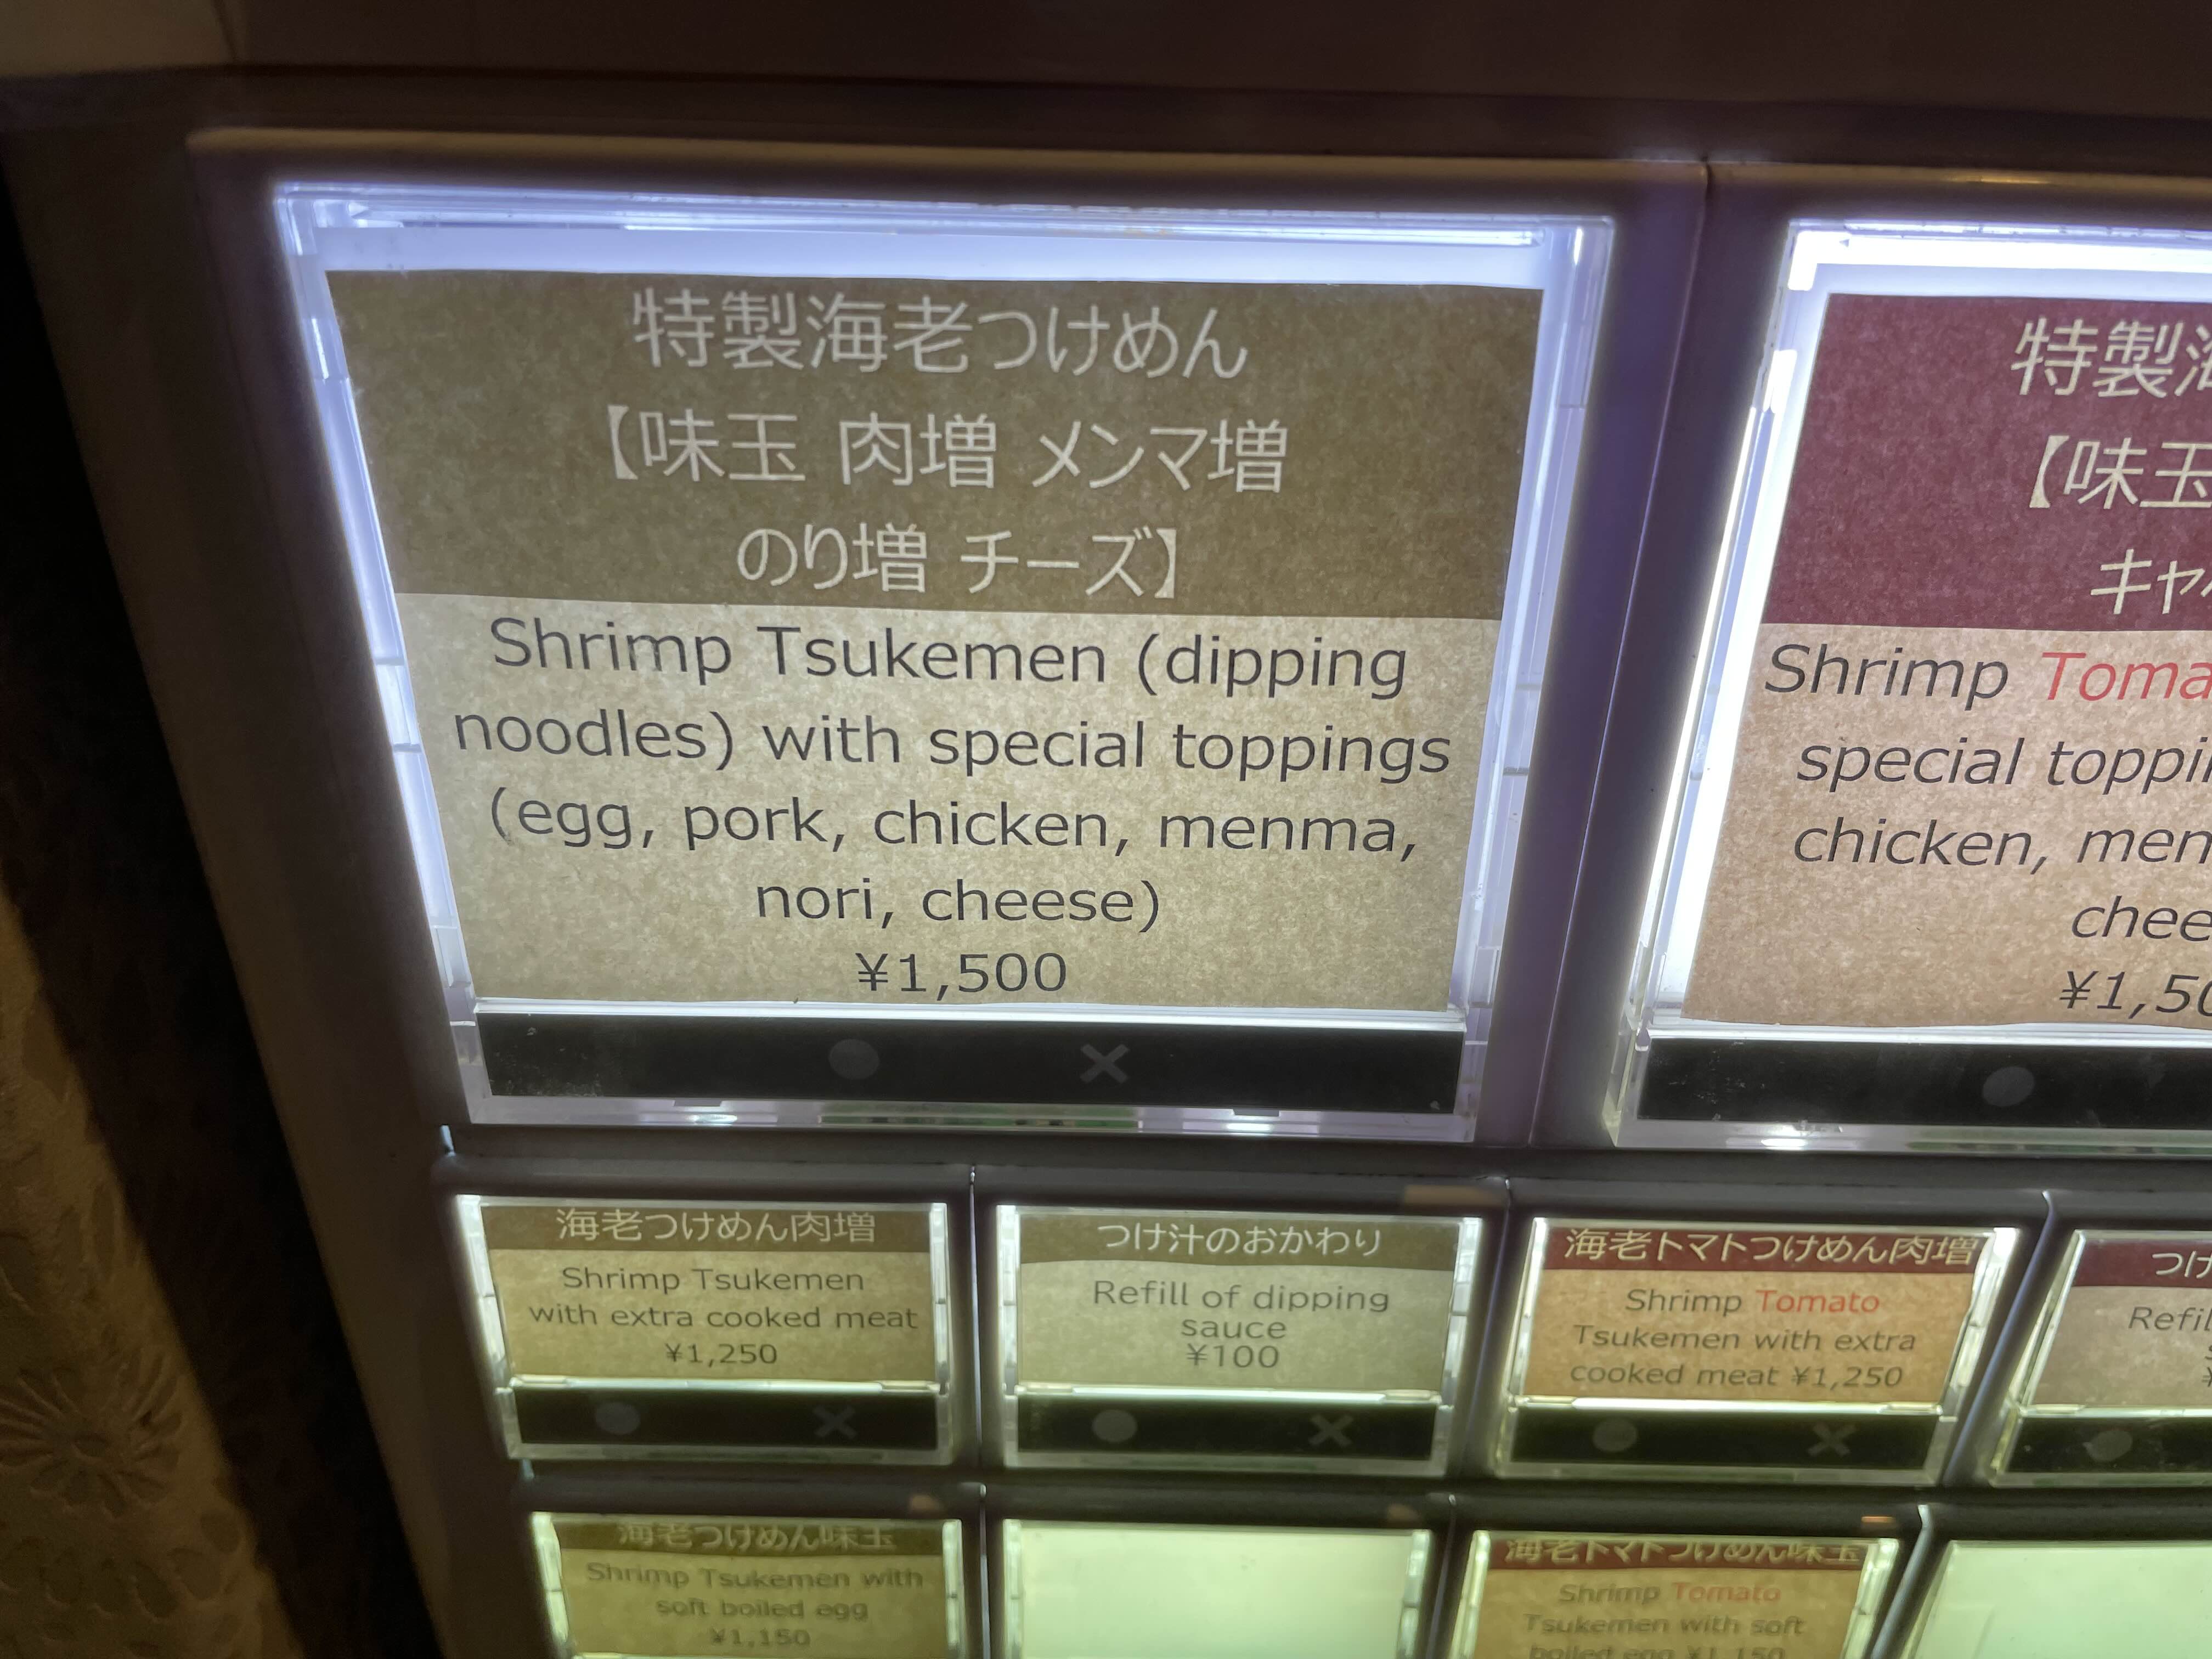 特製海老つけめん
【味玉 肉増 メンマ増
のり増 チーズ】
Shrimp Tsukemen (dipping
noodles) with special toppings
(egg, pork, chicken, menma,
nori, cheese)
¥1,500
特製
【味玉
キャ
Shrimp Toma
special toppi
chicken, men
chee
¥1,50
海老つけめん肉増
Shrimp Tsukemen
with extra cooked meat
¥1,250
つけ汁のおかわり
Refill of dipping
sauce
¥100
海老トマトつけめん肉増
Shrimp Tomato
Tsukemen with extra
cooked meat ¥1,250
つけ
Refil
海老つけめん味玉
Shrimp Tsukemen with
soft boiled egg
¥1,150
海老トマトつけめん味玉
Shrimp Tomato
Tsukemen with soft
boiled egg ¥1,150